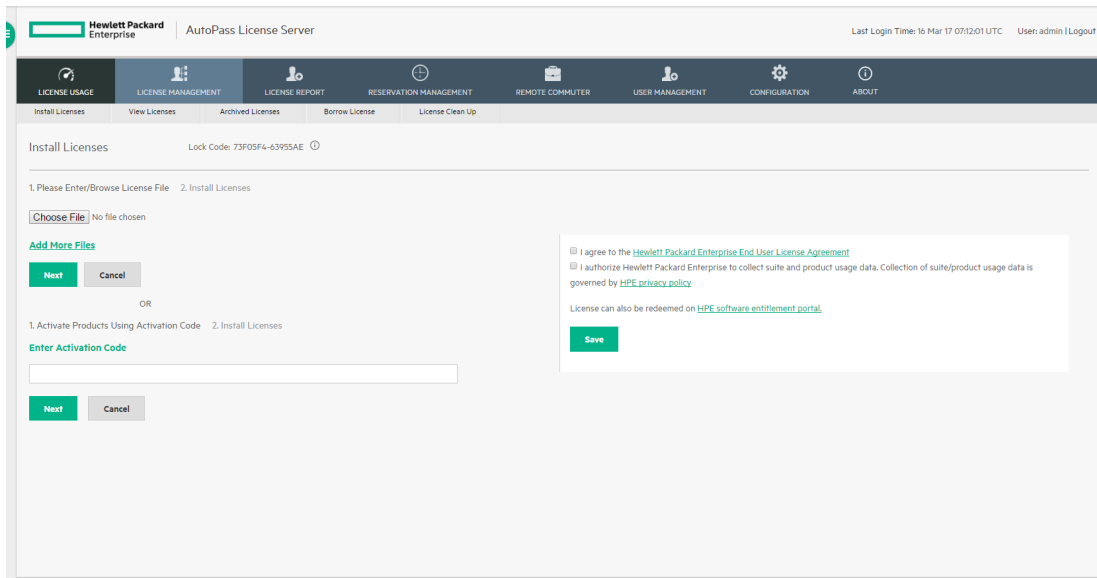 Hewlett Packard
Enterprise
AutoPass License Server
Last Login Time: 16 Mar 17 07:12:01 UTC User: admin | Logout
LICENSE USAGE LICENSE MANAGEMENT LICENSE REPORT RESERVATION MANAGEMENT REMOTE COMMUTER USER MANAGEMENT CONFIGURATION ABOUT
Install Licenses View Licenses Archived Licenses Borrow License License Clean Up
Install Licenses Lock Code: 73F05F4-63955AE
1. Please Enter/Browse License File 2. Install Licenses
Choose File No file chosen
Add More Files
Next Cancel
OR
1. Activate Products Using Activation Code 2. Install Licenses
Enter Activation Code
Next Cancel
I agree to the Hewlett Packard Enterprise End User License Agreement
I authorize Hewlett Packard Enterprise to collect suite and product usage data. Collection of suite/product usage data is
governed by HPE privacy policy
License can also be redeemed on HPE software entitlement portal.
Save